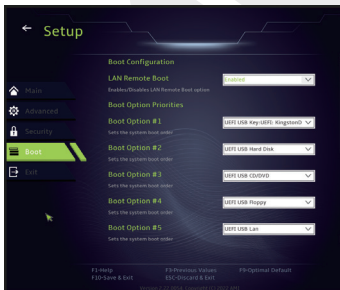 ← Setup
Boot Configuration
LAN Remote Boot
Enabled
Enables/Disables LAN Remote Boot option
Main
Boot Option Priorities
Advanced
Boot Option #1
UEFI USB Key:UEFI: KingstonD
Sets the system boot order
Security
Boot Option #2
UEFI USB Hard Disk
Sets the system boot order
Boot
Exit
Boot Option #3
UEFI USB CD/DVD
Sets the system boot order
Boot Option #4
UEFI USB Floppy
Sets the system boot order
Boot Option #5
UEFI USB Lan
Sets the system boot order
F1=Help
F3=Previous Values
F9=Optimal Default
F10=Save & Exit
ESC=Discard & Exit